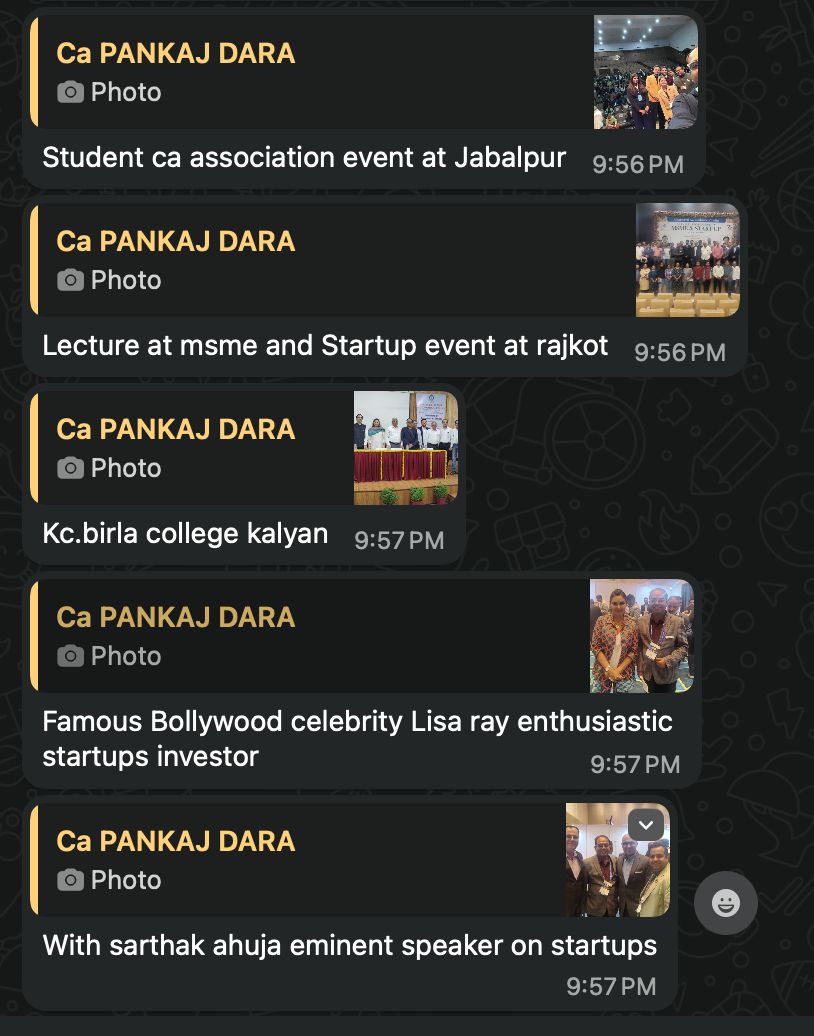 Ca PANKAJ DARA
Photo
Student ca association event at Jabalpur
9:56 PM
Ca PANKAJ DARA
Photo
MSME & STARTUP
Lecture at msme and Startup event at rajkot
9:56 PM
Ca PANKAJ DARA
Photo
Kc.birla college kalyan
9:57 PM
Ca PANKAJ DARA
Photo
Famous Bollywood celebrity Lisa ray enthusiastic
startups investor
9:57 PM
Ca PANKAJ DARA
Photo
With sarthak ahuja eminent speaker on startups
9:57 PM